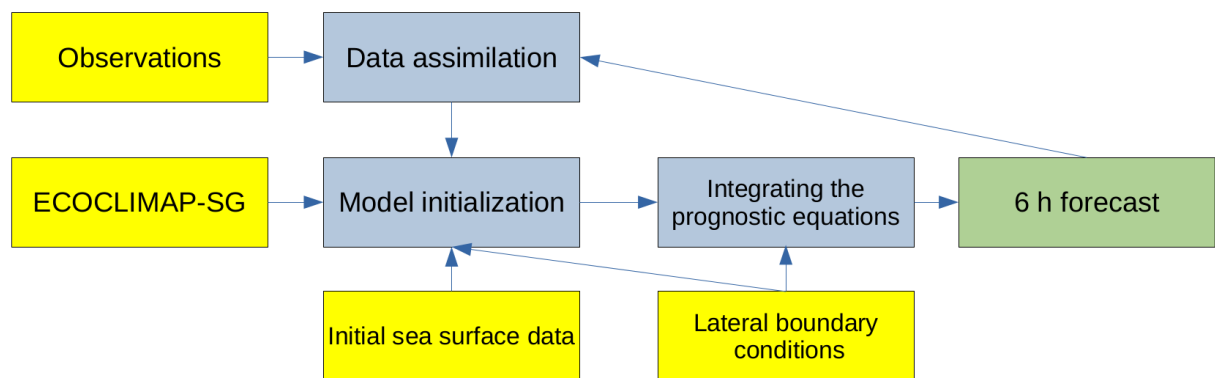 Observations
Data assimilation
ECOCLIMAP-SG
Model initialization
Integrating the
prognostic equations
6 h forecast
Initial sea surface data
Lateral boundary
conditions